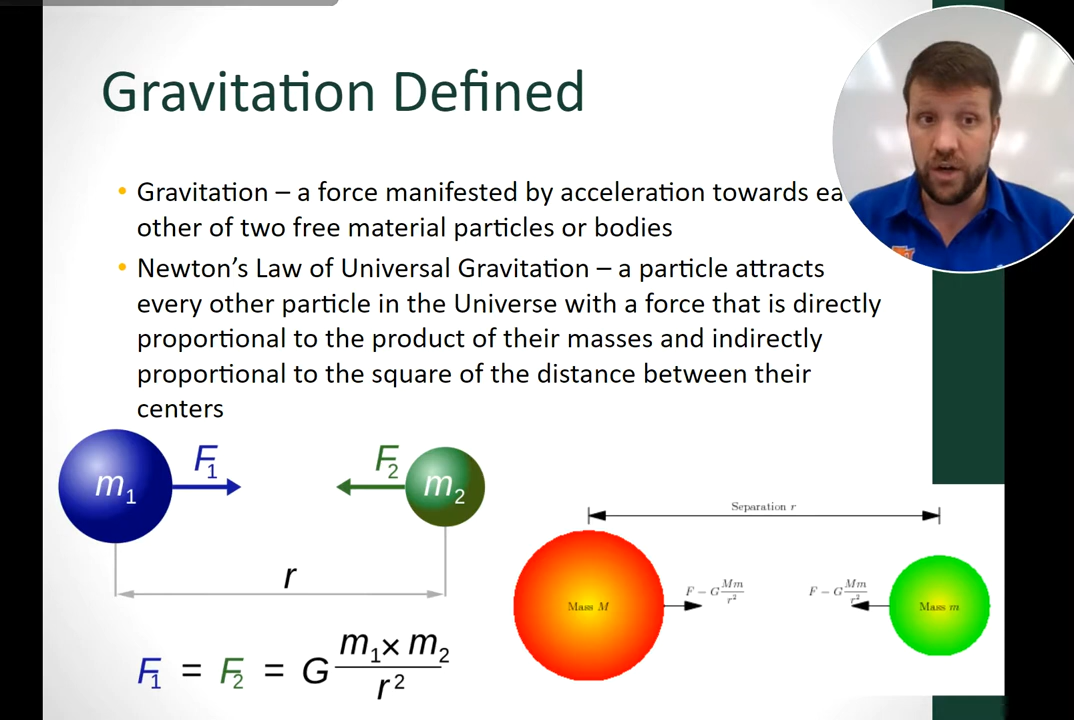 Gravitation Defined
• Gravitation – a force manifested by acceleration towards ea
other of two free material particles or bodies
• Newton's Law of Universal Gravitation – a particle attracts
every other particle in the Universe with a force that is directly
proportional to the product of their masses and indirectly
proportional to the square of the distance between their
centers
m₁ F₁ F₂ m₂
r
F₁ = F₂ = G m₁ × m₂ / r²
Separation r
F − G Mm/r² F − G Mm/r²
Mass M Mass m